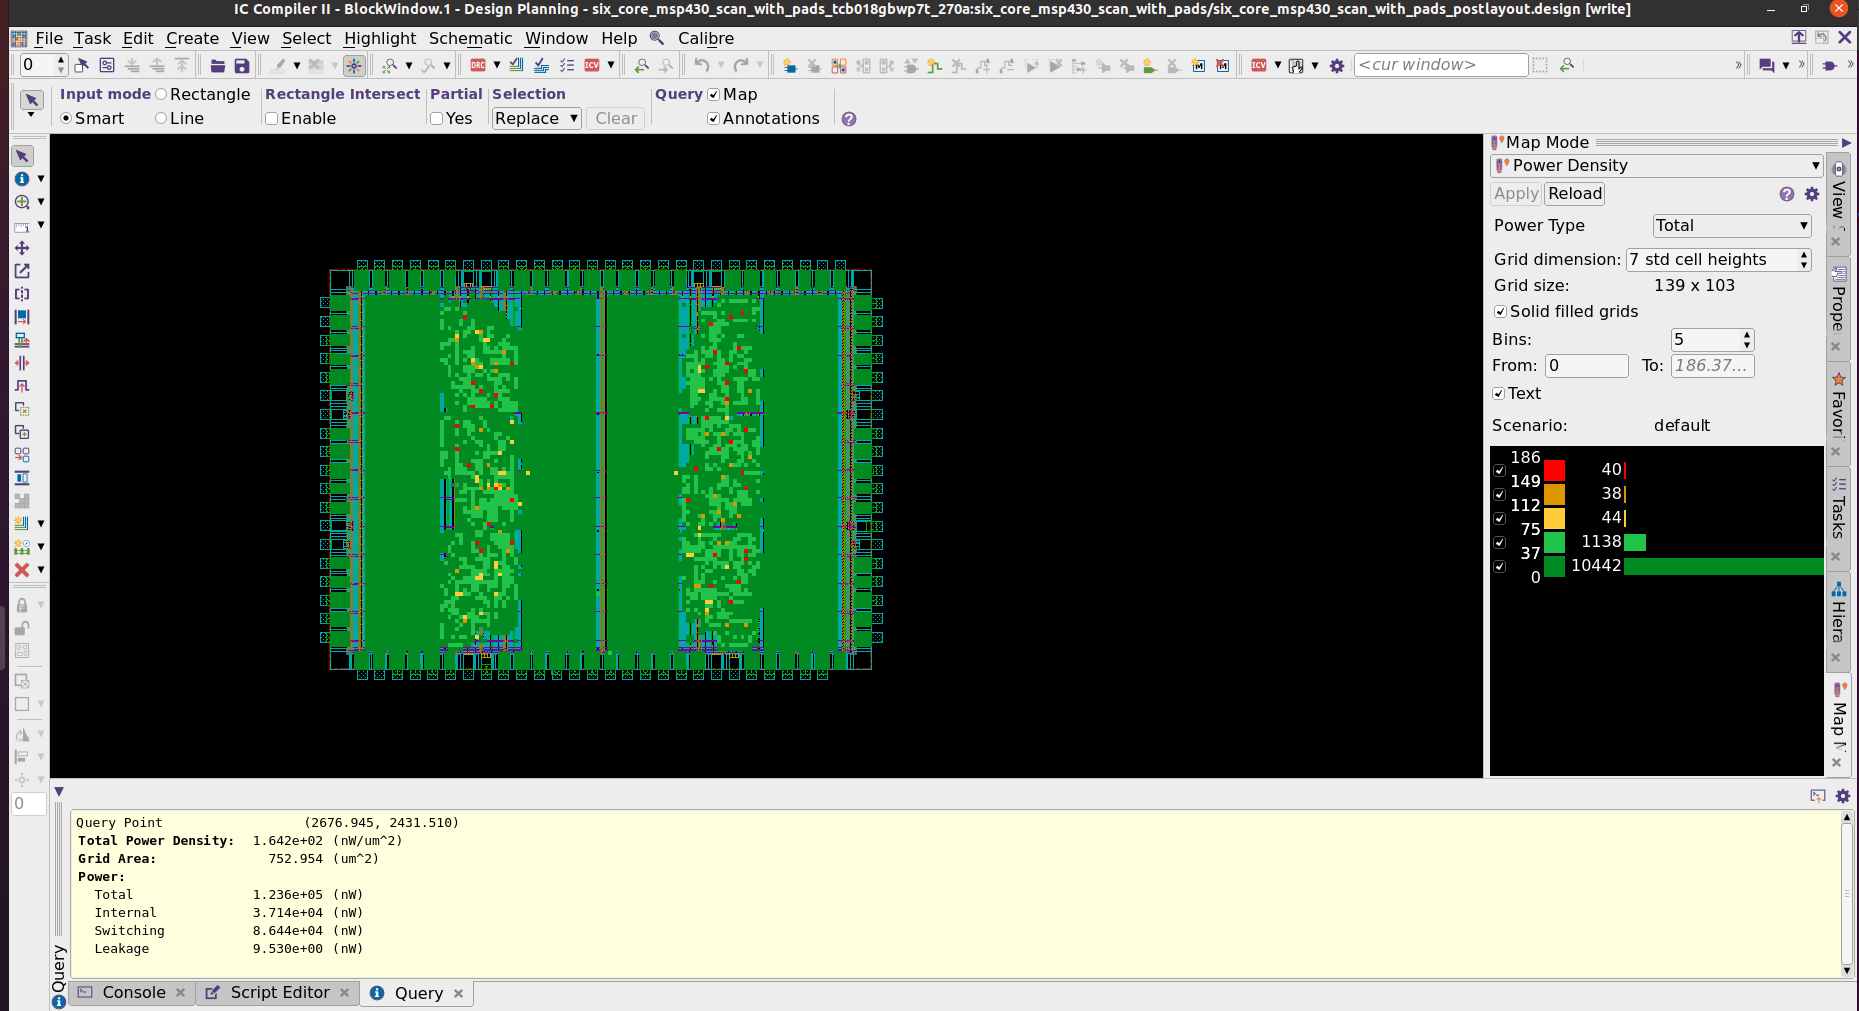 IC Compiler II - BlockWindow.1 - Design Planning - six_core_msp430_scan_with_pads_tcb018gbwp7t_270a:six_core_msp430_scan_with_pads/six_core_msp430_scan_with_pads_postlayout.design [write]
File Task Edit Create View Select Highlight Schematic Window Help Calibre
0 DRC ICV ICV <cur window> » » »
Input mode Rectangle Rectangle Intersect Partial Selection Query Map
Smart Line Enable Yes Replace Clear Annotations
Map Mode
Power Density
Apply Reload
Power Type Total
Grid dimension: 7 std cell heights
Grid size: 139 x 103
Solid filled grids
Bins: 5
From: 0 To: 186.37...
Text
Scenario: default
186
40
149
38
112
44
75
1138
37
10442
0
View
Prope
Favori
Tasks
Hiera
Map M
0
Query Point (2676.945, 2431.510)
Total Power Density: 1.642e+02 (nW/um^2)
Grid Area: 752.954 (um^2)
Power:
Total 1.236e+05 (nW)
Internal 3.714e+04 (nW)
Switching 8.644e+04 (nW)
Leakage 9.530e+00 (nW)
Query
Console Script Editor Query